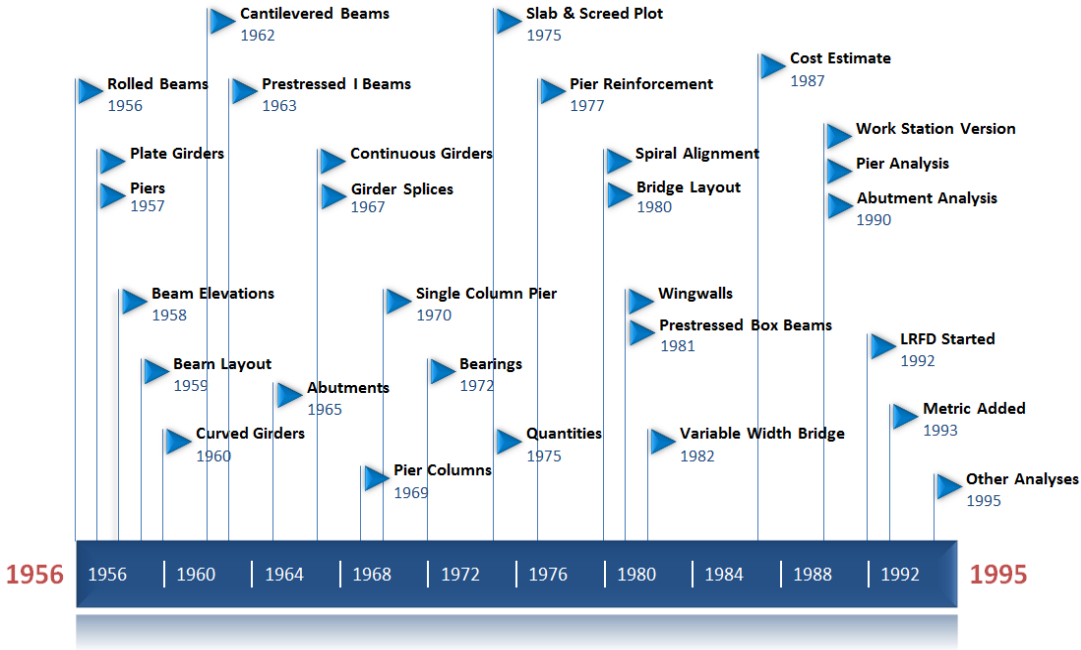 Cantilevered Beams
1962
Slab & Screed Plot
1975
Cost Estimate
1987
Rolled Beams
1956
Prestressed I Beams
1963
Pier Reinforcement
1977
Work Station Version
Pier Analysis
Abutment Analysis
1990
Plate Girders
Piers
1957
Continuous Girders
Girder Splices
1967
Spiral Alignment
Bridge Layout
1980
Beam Elevations
1958
Single Column Pier
1970
Wingwalls
Prestressed Box Beams
1981
LRFD Started
1992
Beam Layout
1959
Abutments
1965
Bearings
1972
Metric Added
1993
Curved Girders
1960
Pier Columns
1969
Quantities
1975
Variable Width Bridge
1982
Other Analyses
1995
1956
1956
1960
1964
1968
1972
1976
1980
1984
1988
1992
1995